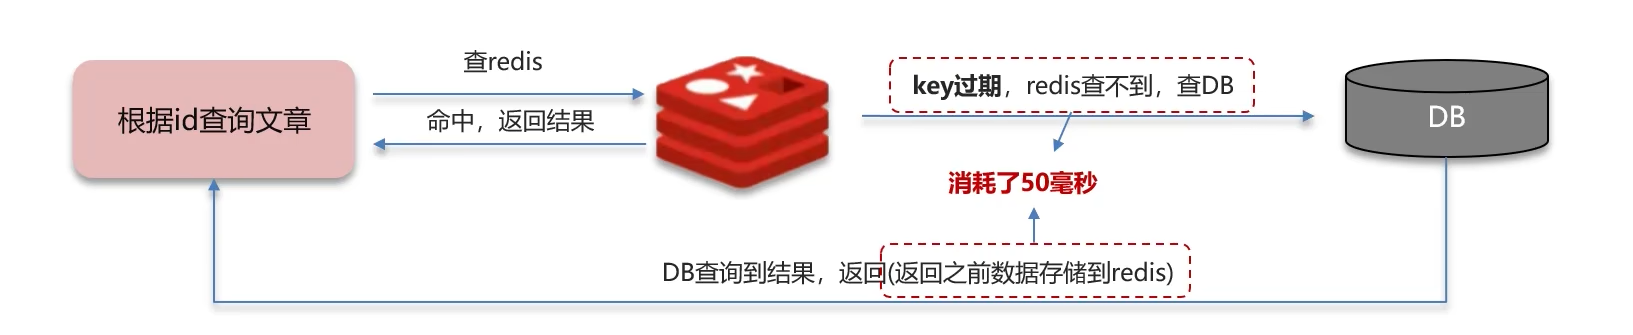 查redis
根据id查询文章
命中，返回结果
key过期，redis查不到，查DB
DB
消耗了50毫秒
DB查询到结果，返回(返回之前数据存储到redis)